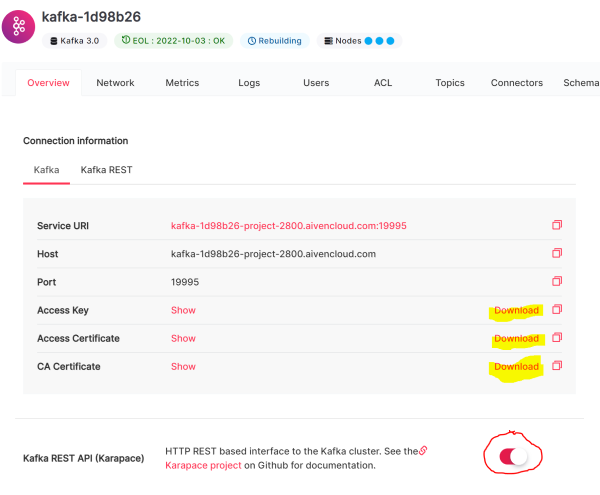 kafka-1d98b26
Kafka 3.0 EOL : 2022-10-03 : OK Rebuilding Nodes
Overview Network Metrics Logs Users ACL Topics Connectors Schema
Connection information
Kafka Kafka REST
Service URI kafka-1d98b26-project-2800.aivencloud.com:19995
Host kafka-1d98b26-project-2800.aivencloud.com
Port 19995
Access Key Show Download
Access Certificate Show Download
CA Certificate Show Download
Kafka REST API (Karapace) HTTP REST based interface to the Kafka cluster. See the
Karapace project on Github for documentation.